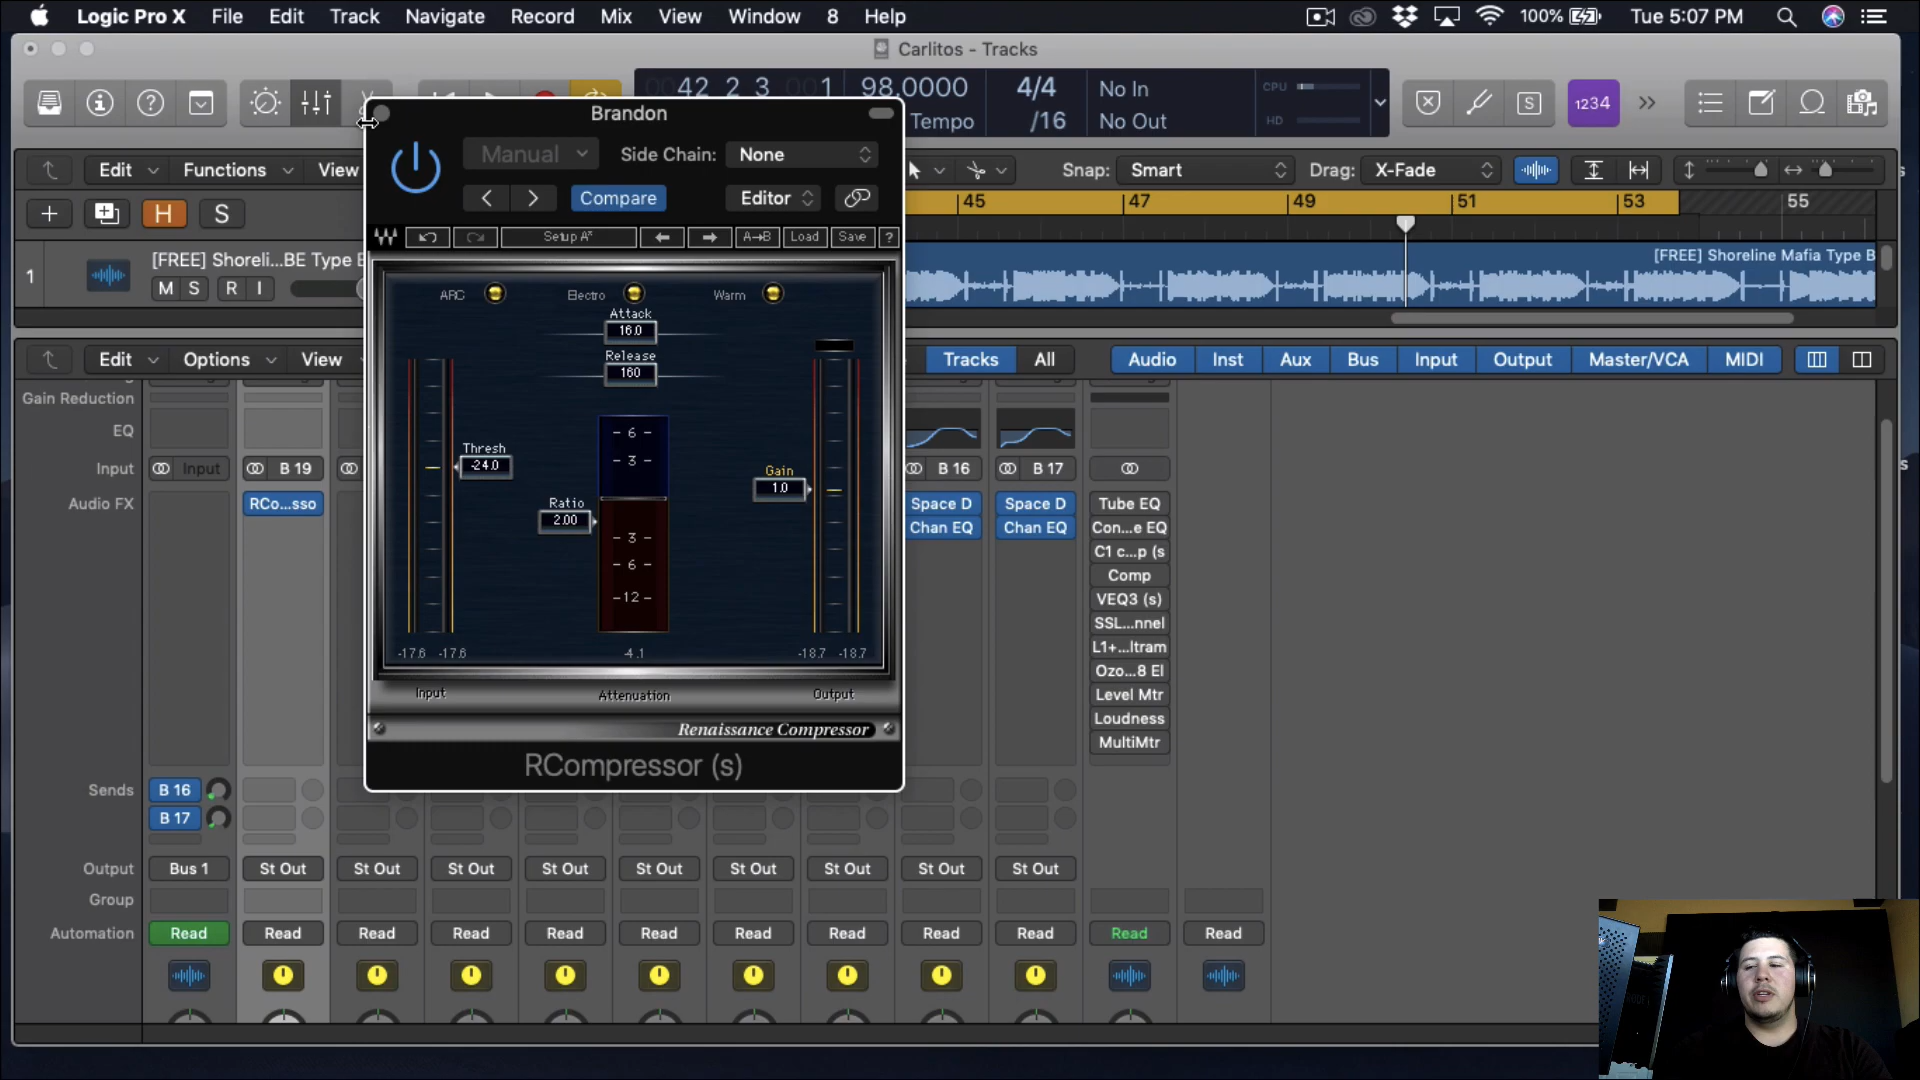 Logic Pro X File Edit Track Navigate Record Mix View Window 8 Help 100% Tue 5:07 PM
Carlitos - Tracks
42 2 3 1 98.0000 4/4 No In CPU
Tempo /16 No Out HD
1234
Brandon
Manual Side Chain: None
Compare Editor
Setup A* A→B Load Save ?
Edit Functions View Snap: Smart Drag: X-Fade
H S 45 47 49 51 53 55
1 [FREE] Shoreli...BE Type B [FREE] Shoreline Mafia Type B
M S R I
ARC Electro Warm
Attack
16.0
Release
160
Thresh
-24.0
Ratio
2.00
Gain
1.0
- 6 -
- 3 -
- 3 -
- 6 -
-12 -
-17.6 -17.6 -4.1 -18.7 -18.7
Input Attenuation Output
Renaissance Compressor
RCompressor (s)
Edit Options View Tracks All Audio Inst Aux Bus Input Output Master/VCA MIDI
Gain Reduction
EQ
Input Input B 19 B 16 B 17
Audio FX RCo...sso Space D Space D Tube EQ
Chan EQ Chan EQ Con...e EQ
C1 c...p (s
Comp
VEQ3 (s)
SSL...nnel
L1+...ltram
Ozo...8 El
Level Mtr
Loudness
MultiMtr
Sends B 16
B 17
Output Bus 1 St Out St Out St Out St Out St Out St Out St Out St Out St Out
Group
Automation Read Read Read Read Read Read Read Read Read Read Read Read